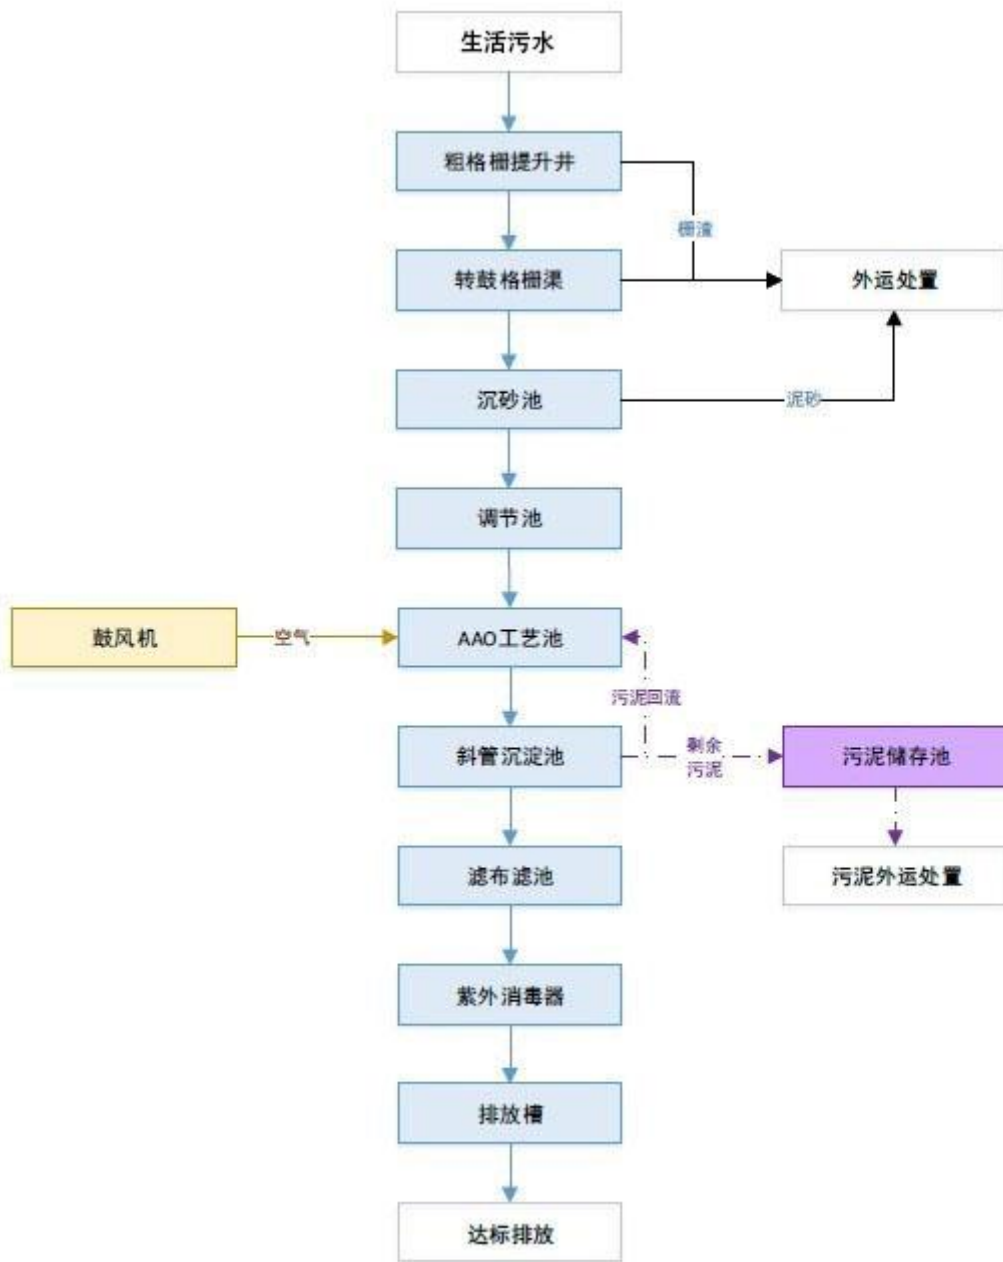 生活污水
粗格栅提升井
栅渣
转鼓格栅渠
外运处置
沉砂池
泥砂
调节池
鼓风机
空气
AAO工艺池
污泥回流
斜管沉淀池
剩余
污泥
污泥储存池
滤布滤池
污泥外运处置
紫外消毒器
排放槽
达标排放